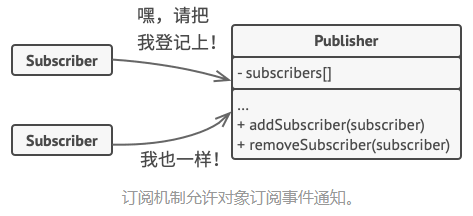 嘿，请把
我登记上！
Subscriber
Publisher
- subscribers[]
...
+ addSubscriber(subscriber)
+ removeSubscriber(subscriber)
Subscriber
我也一样！
订阅机制允许对象订阅事件通知。